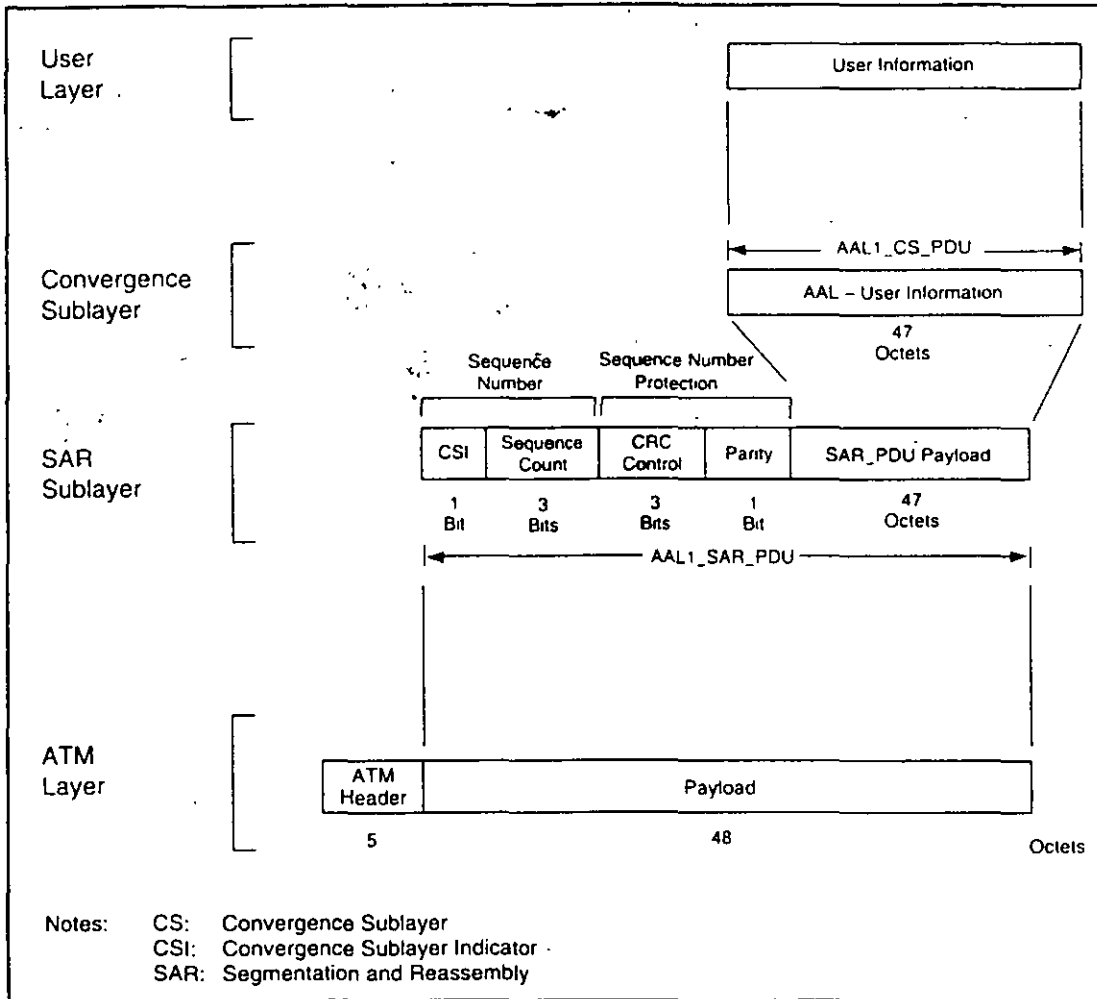 User
Layer
User Information
Convergence
Sublayer
AAL1_CS_PDU
AAL – User Information
47
Octets
Sequence
Number
Sequence Number
Protection
SAR
Sublayer
CSI
Sequence
Count
CRC
Control
Parity
SAR_PDU Payload
1
Bit
3
Bits
3
Bits
1
Bit
47
Octets
AAL1_SAR_PDU
ATM
Layer
ATM
Header
Payload
5
48
Octets
Notes: CS: Convergence Sublayer
CSI: Convergence Sublayer Indicator
SAR: Segmentation and Reassembly